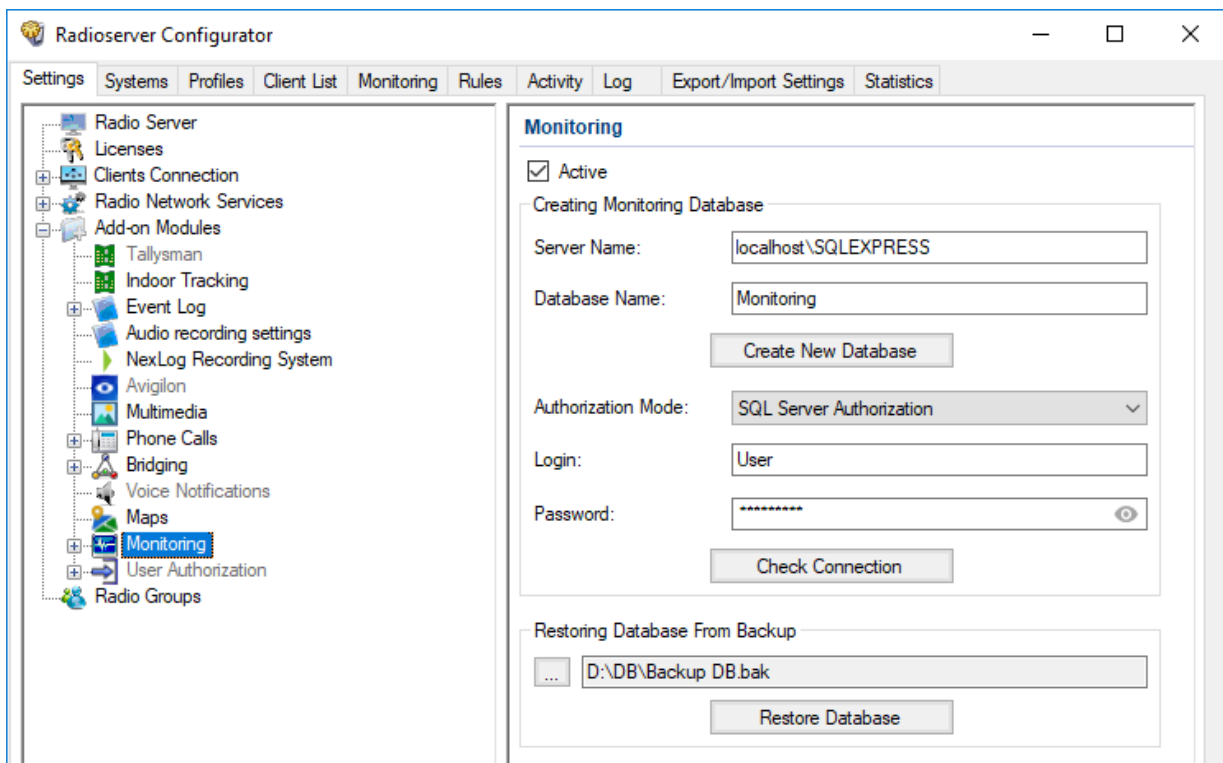 Radioserver Configurator
Settings Systems Profiles Client List Monitoring Rules Activity Log Export/Import Settings Statistics
Radio Server
Licenses
Clients Connection
Radio Network Services
Add-on Modules
Tallysman
Indoor Tracking
Event Log
Audio recording settings
NexLog Recording System
Avigilon
Multimedia
Phone Calls
Bridging
Voice Notifications
Maps
Monitoring
User Authorization
Radio Groups
Monitoring
Active
Creating Monitoring Database
Server Name: localhost\SQLEXPRESS
Database Name: Monitoring
Create New Database
Authorization Mode: SQL Server Authorization
Login: User
Password: *********
Check Connection
Restoring Database From Backup
... D:\DB\Backup DB.bak
Restore Database